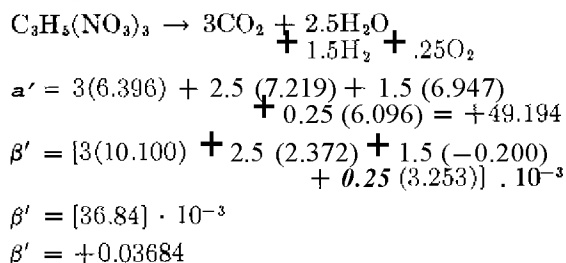 C₃H₅(NO₃)₃ → 3CO₂ + 2.5H₂O
+ 1.5H₂ + .25O₂
a′ = 3(6.396) + 2.5 (7.219) + 1.5 (6.947)
+ 0.25 (6.096) = +49.194
β′ = [3(10.100) + 2.5 (2.372) + 1.5 (−0.200)
+ 0.25 (3.253)] . 10⁻³
β′ = [36.84] · 10⁻³
β′ = +0.03684